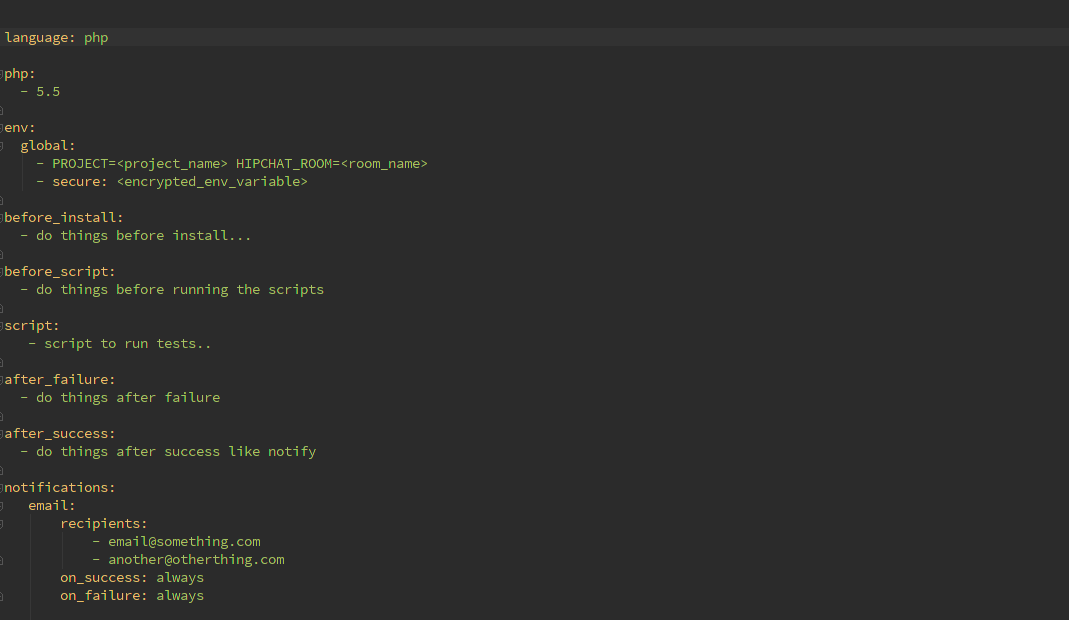 language: php
php:
- 5.5
env:
global:
- PROJECT=<project_name> HIPCHAT_ROOM=<room_name>
- secure: <encrypted_env_variable>
before_install:
- do things before install...
before_script:
- do things before running the scripts
script:
- script to run tests..
after_failure:
- do things after failure
after_success:
- do things after success like notify
notifications:
email:
recipients:
- email@something.com
- another@otherthing.com
on_success: always
on_failure: always